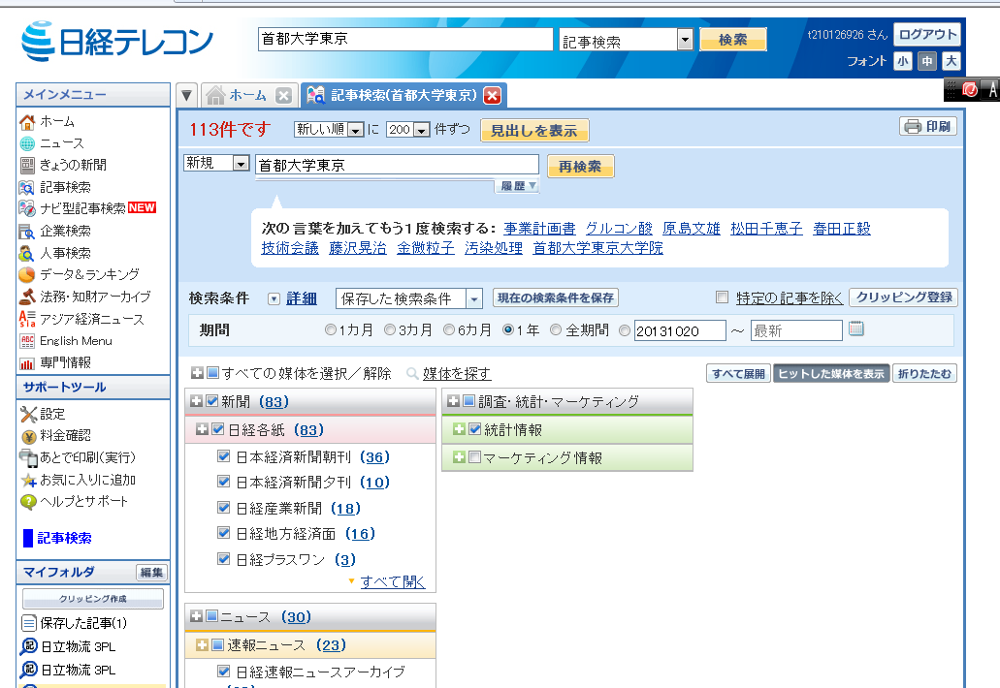 日経テレコン
首都大学東京
記事検索
検索
t210126926 さん
ログアウト
フォント 小 中 大
メインメニュー
ホーム
ニュース
きょうの新聞
記事検索
ナビ型記事検索 NEW
企業検索
人事検索
データ&ランキング
法務・知財アーカイブ
アジア経済ニュース
English Menu
専門情報
サポートツール
設定
料金確認
あとで印刷(実行)
お気に入りに追加
ヘルプとサポート
記事検索
マイフォルダ
編集
クリッピング作成
保存した記事(1)
日立物流 3PL
日立物流 3PL
▼ ホーム
記事検索(首都大学東京)
A
113件です
新しい順 に 200 件ずつ
見出しを表示
印刷
新規
首都大学東京
再検索
履歴▼
次の言葉を加えてもう1度検索する: 事業計画書 グルコン酸 原島文雄 松田千恵子 春田正毅
技術会議 藤沢晃治 金微粒子 汚染処理 首都大学東京大学院
検索条件 詳細 保存した検索条件 現在の検索条件を保存
特定の記事を除く クリッピング登録
期間 1カ月 3カ月 6カ月 1年 全期間 20131020 ～ 最新
すべての媒体を選択/解除 媒体を探す
すべて展開 ヒットした媒体を表示 折りたたむ
新聞 (83)
日経各紙 (83)
日本経済新聞朝刊 (36)
日本経済新聞夕刊 (10)
日経産業新聞 (18)
日経地方経済面 (16)
日経プラスワン (3)
すべて開く
ニュース (30)
速報ニュース (23)
日経速報ニュースアーカイブ
調査・統計・マーケティング
統計情報
マーケティング情報